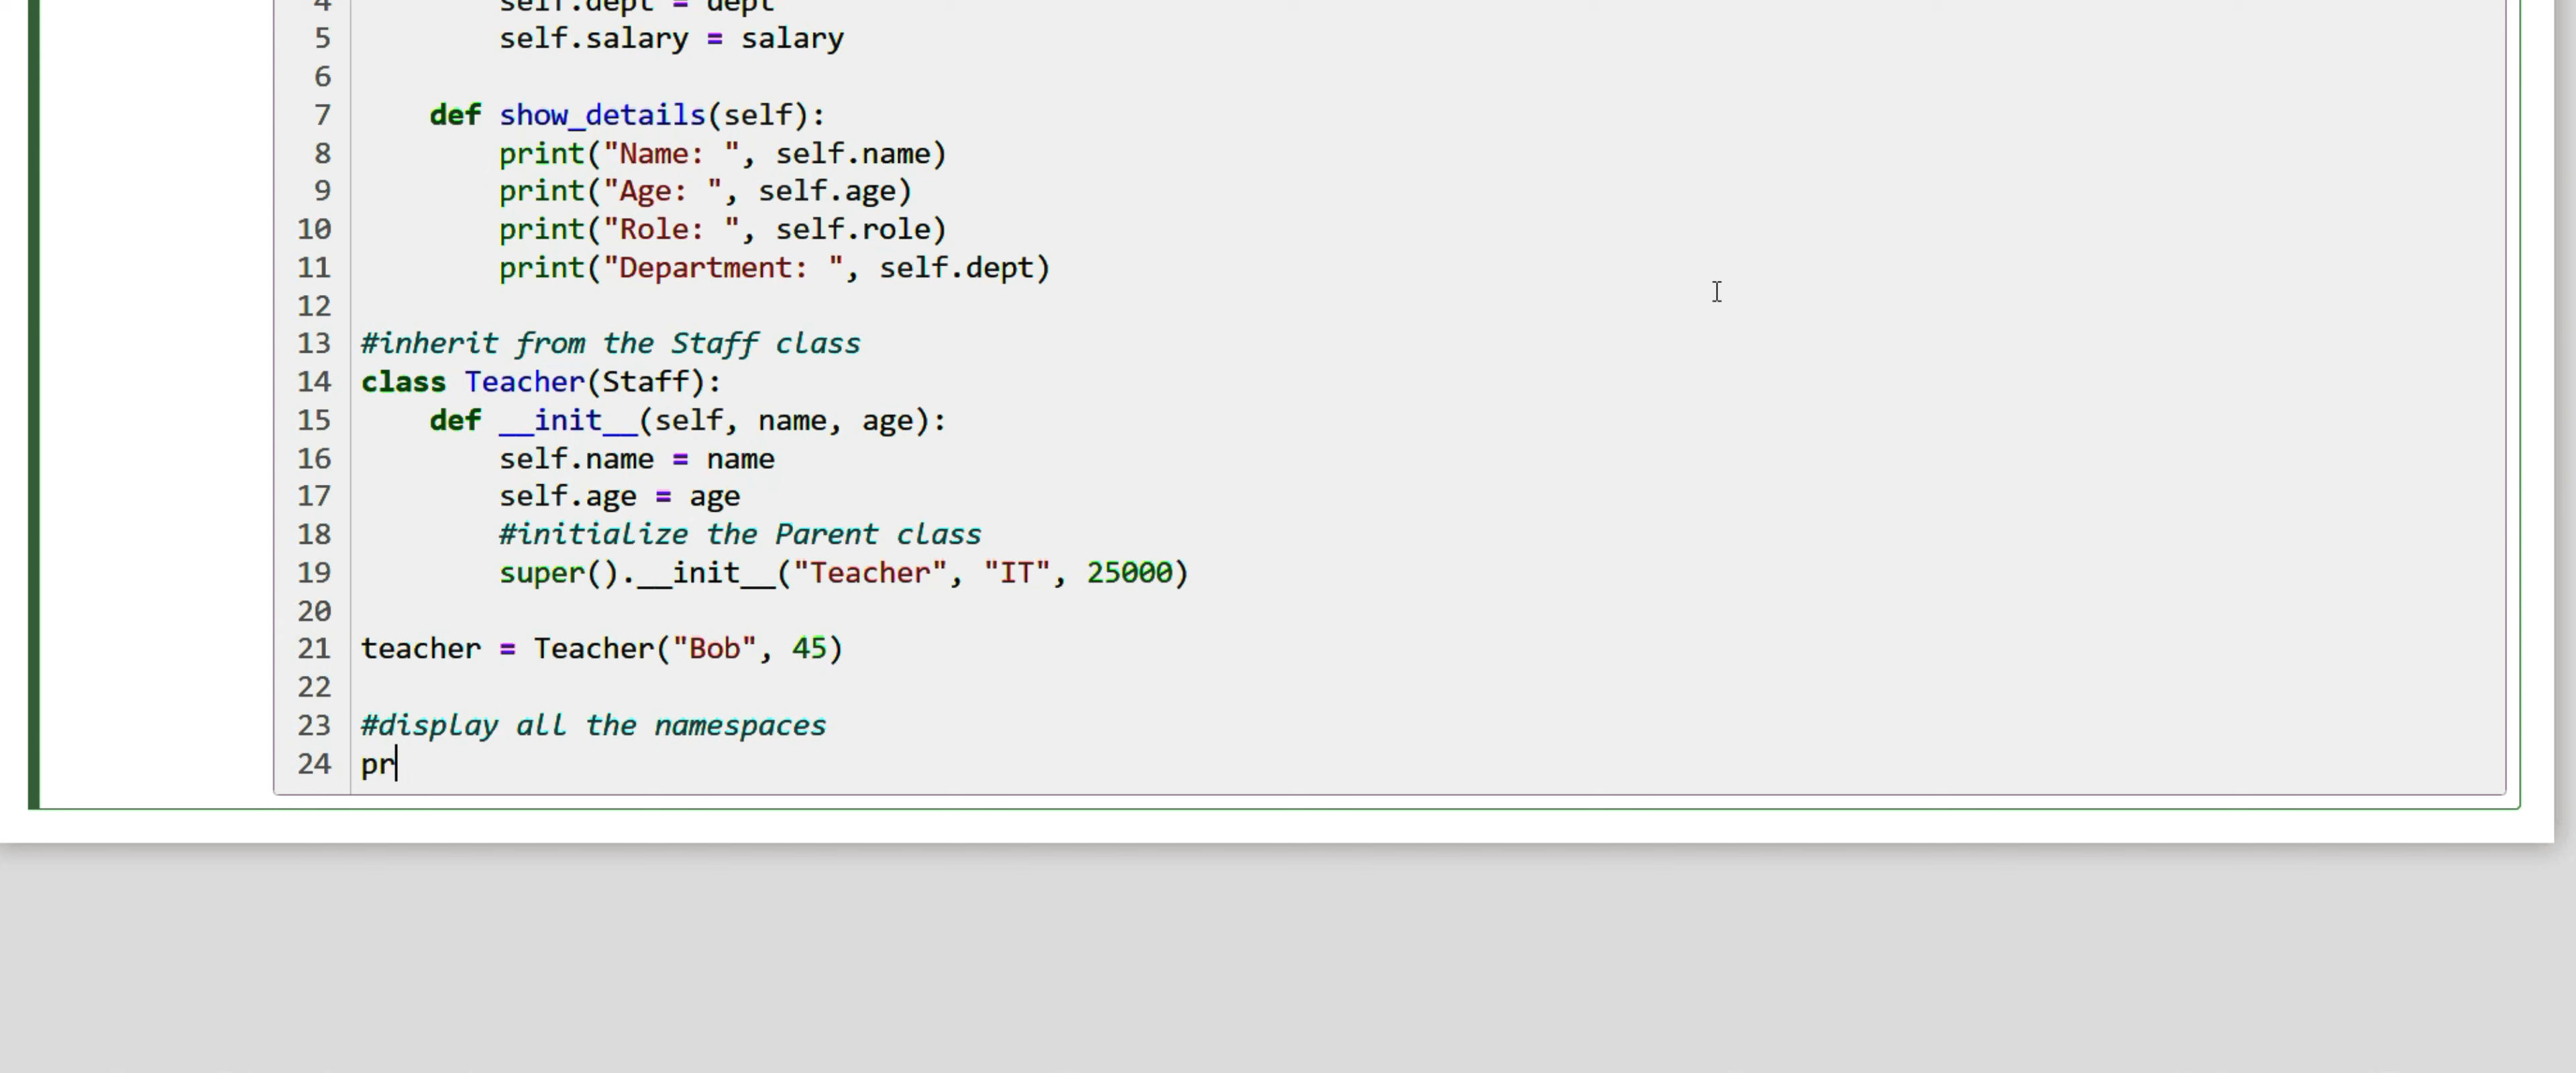 4 self.dept = dept
5 self.salary = salary
6
7 def show_details(self):
8 print("Name: ", self.name)
9 print("Age: ", self.age)
10 print("Role: ", self.role)
11 print("Department: ", self.dept)
12
13 #inherit from the Staff class
14 class Teacher(Staff):
15 def __init__(self, name, age):
16 self.name = name
17 self.age = age
18 #initialize the Parent class
19 super().__init__("Teacher", "IT", 25000)
20
21 teacher = Teacher("Bob", 45)
22
23 #display all the namespaces
24 pr